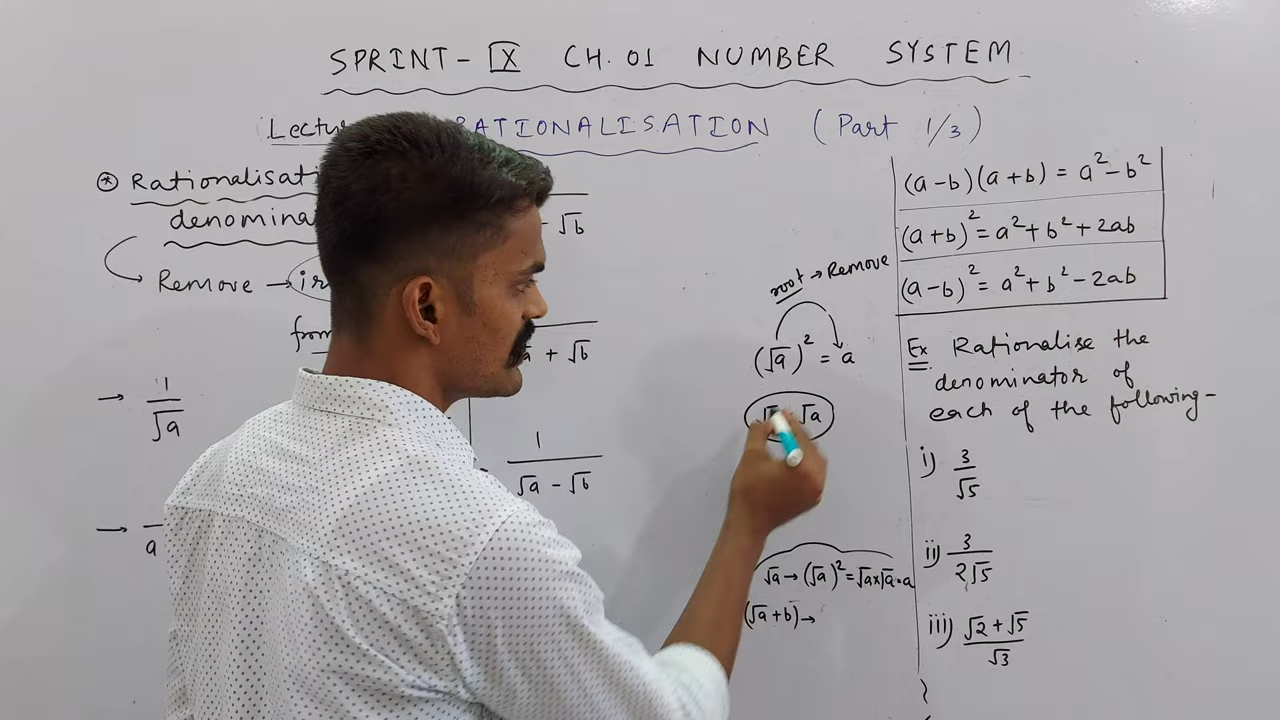 SPRINT - IX CH. 01 NUMBER SYSTEM
RATIONALISATION (Part 1/3)
⊛ Rationalisati
denomina
Remove → ir
from
→ 1/√a
→ a
- √b
+ √b
1/(√a - √b)
root → Remove
(√a)² = a
√a
√a → (√a)² = √a×√a = a
(√a + b) →
(a - b)(a + b) = a² - b²
(a + b)² = a² + b² + 2ab
(a - b)² = a² + b² - 2ab
Ex Rationalise the
denominator of
each of the following -
i) 3/√5
ii) 3/2√5
iii) (√2 + √5)/√3